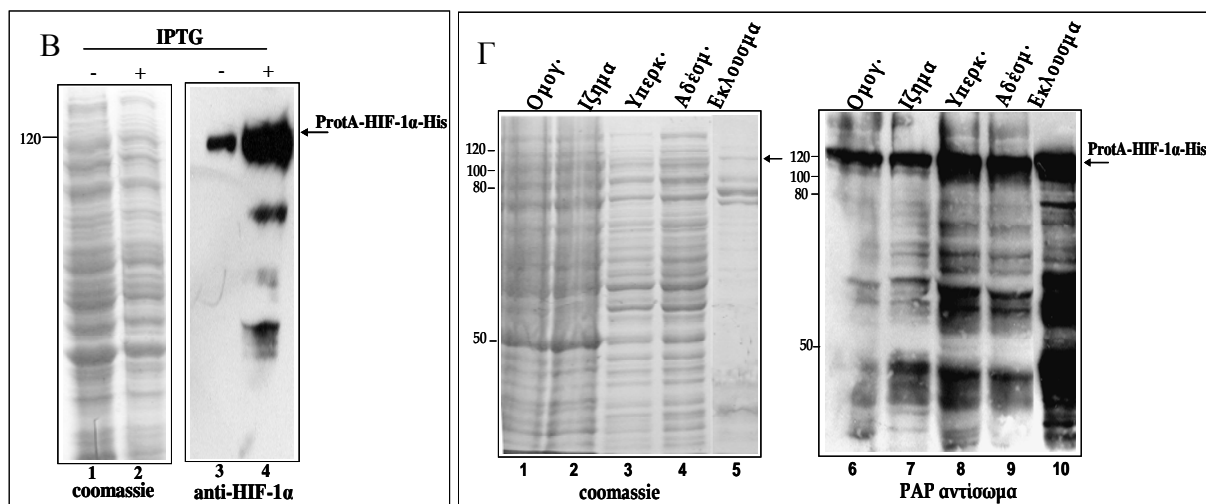 B
IPTG
- + - +
120
ProtA-HIF-1α-His
1 2 3 4
coomassie anti-HIF-1α
Γ
Ομογ. Ιζημα Υπερκ. Αδέσμ. Εκλουσμα
120
100
80
50
1 2 3 4 5
coomassie
Ομογ. Ιζημα Υπερκ. Αδέσμ. Εκλουσμα
120
100
80
50
ProtA-HIF-1α-His
6 7 8 9 10
PAP αντίσωμα